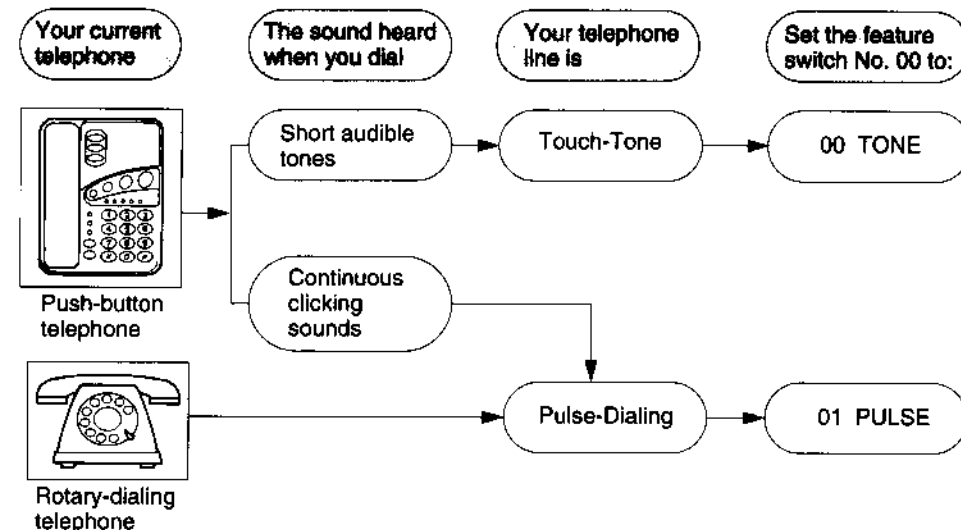 Your current
telephone
The sound heard
when you dial
Your telephone
line is
Set the feature
switch No. 00 to:
Short audible
tones
Touch-Tone
00 TONE
Push-button
telephone
Continuous
clicking
sounds
Pulse-Dialing
01 PULSE
Rotary-dialing
telephone